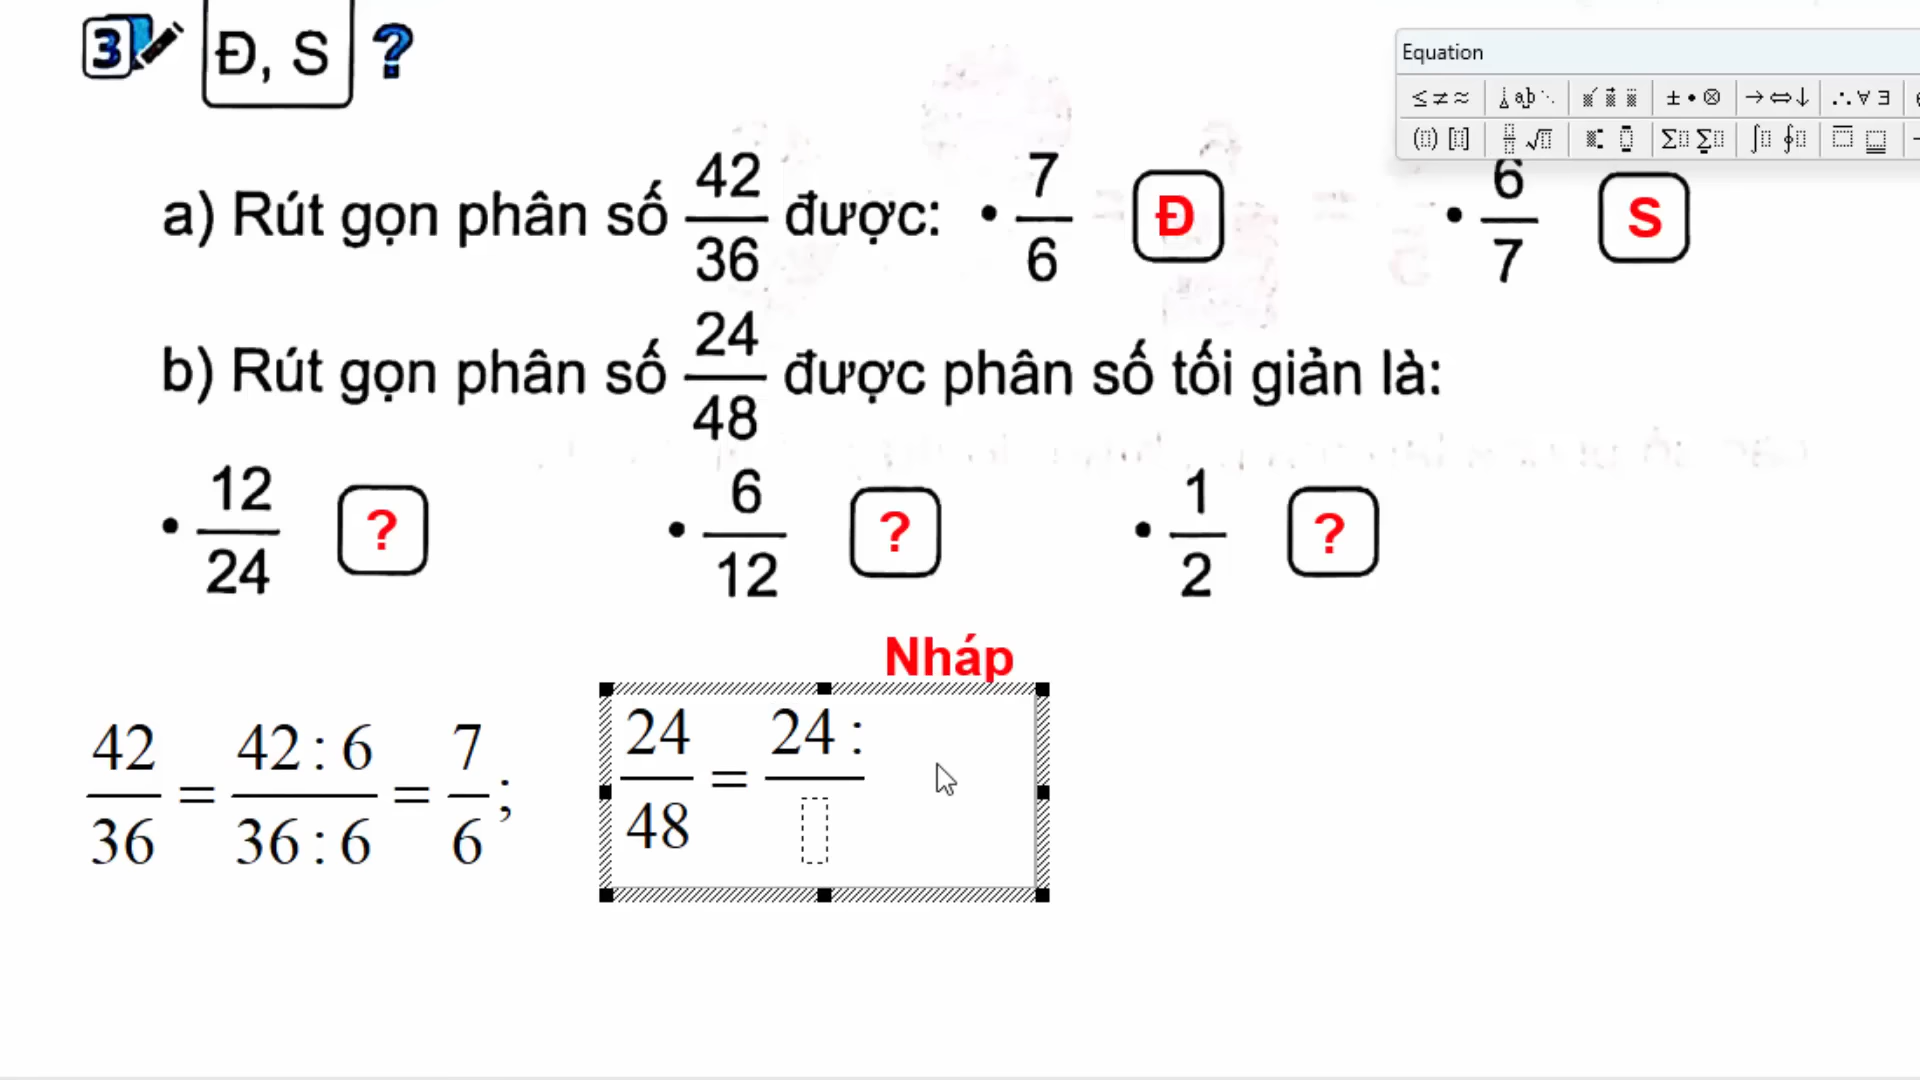 3 Đ, S ?
Equation
a) Rút gọn phân số 42/36 được: • 7/6 Đ • 6/7 S
b) Rút gọn phân số 24/48 được phân số tối giản là:
• 12/24 ? • 6/12 ? • 1/2 ?
Nháp
42/36 = 42 : 6/36 : 6 = 7/6;
24/48 = 24 :